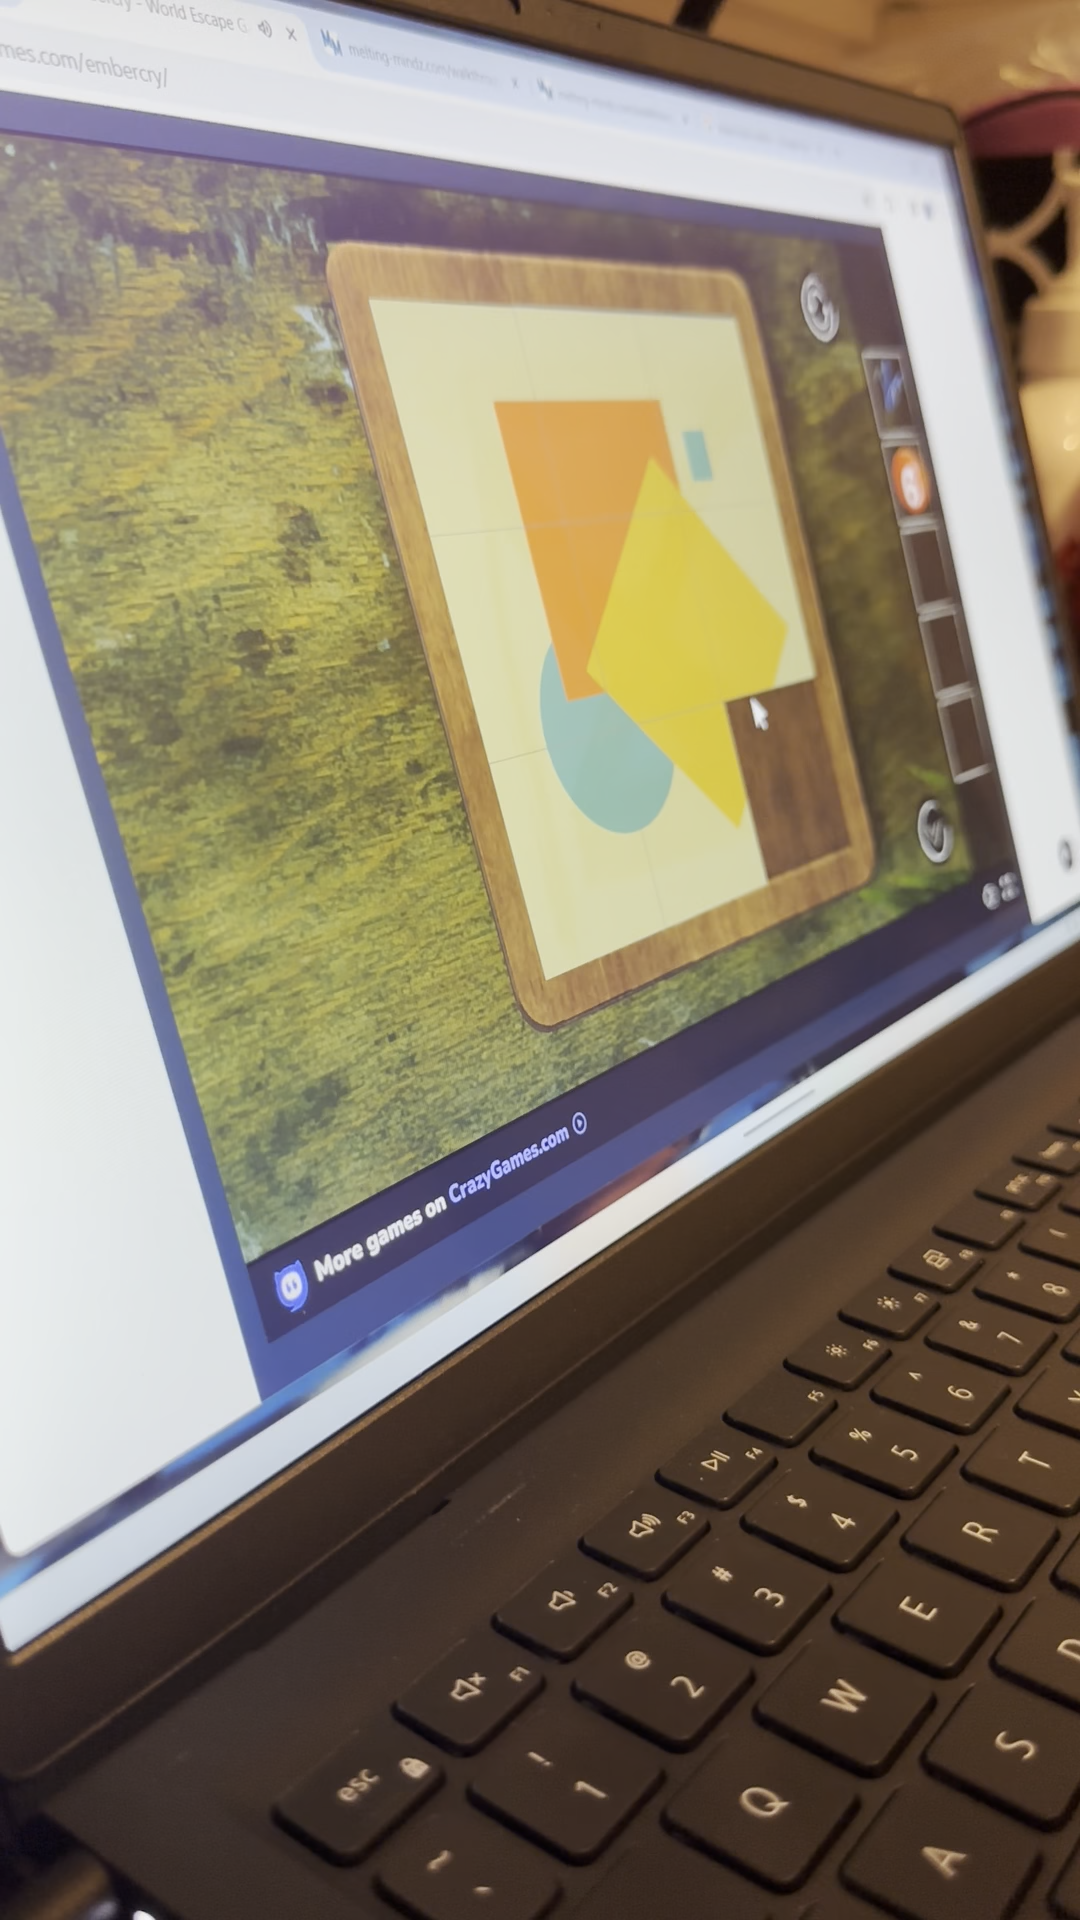 World Escape G
mes.com/embercry/
melting-mindz.com/walkthro
6
More games on CrazyGames.com
esc
F1
F2
F3
F4
F5
F6
F7
F8
~
`
!
1
@
2
#
3
$
4
%
5
^
6
&
7
*
8
Q
W
E
R
T
A
S
D